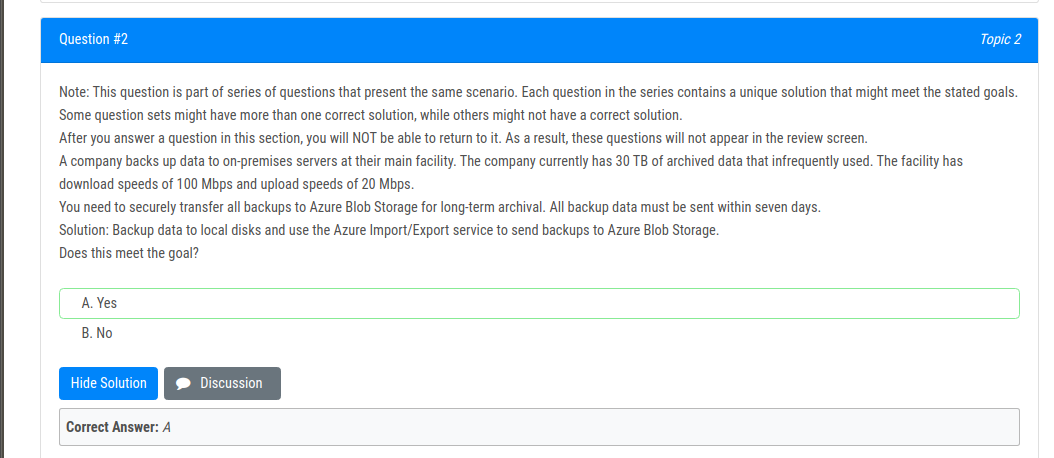 Question #2
Topic 2
Note: This question is part of series of questions that present the same scenario. Each question in the series contains a unique solution that might meet the stated goals.
Some question sets might have more than one correct solution, while others might not have a correct solution.
After you answer a question in this section, you will NOT be able to return to it. As a result, these questions will not appear in the review screen.
A company backs up data to on-premises servers at their main facility. The company currently has 30 TB of archived data that infrequently used. The facility has
download speeds of 100 Mbps and upload speeds of 20 Mbps.
You need to securely transfer all backups to Azure Blob Storage for long-term archival. All backup data must be sent within seven days.
Solution: Backup data to local disks and use the Azure Import/Export service to send backups to Azure Blob Storage.
Does this meet the goal?
A. Yes
B. No
Hide Solution
Discussion
Correct Answer: A